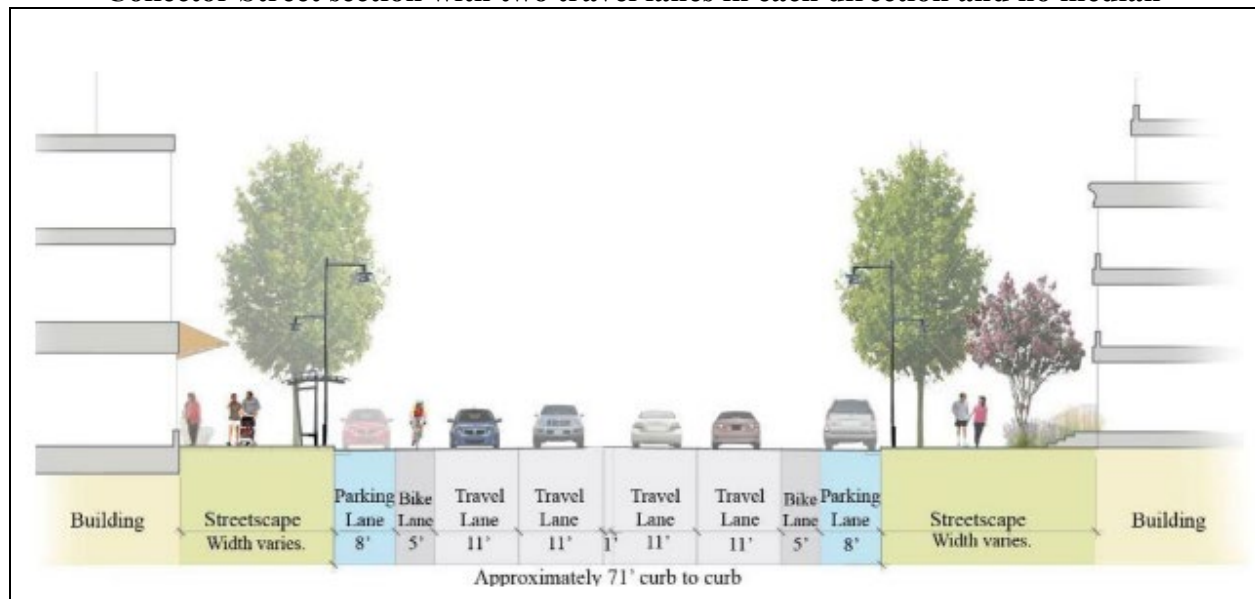 Collector Street section with two travel lanes in each direction and no median
Building
Streetscape
Width varies.
Parking
Lane
8'
Bike
Lane
5'
Travel
Lane
11'
Travel
Lane
11'
1'
Travel
Lane
11'
Travel
Lane
11'
Bike
Lane
5'
Parking
Lane
8'
Streetscape
Width varies.
Building
Approximately 71' curb to curb